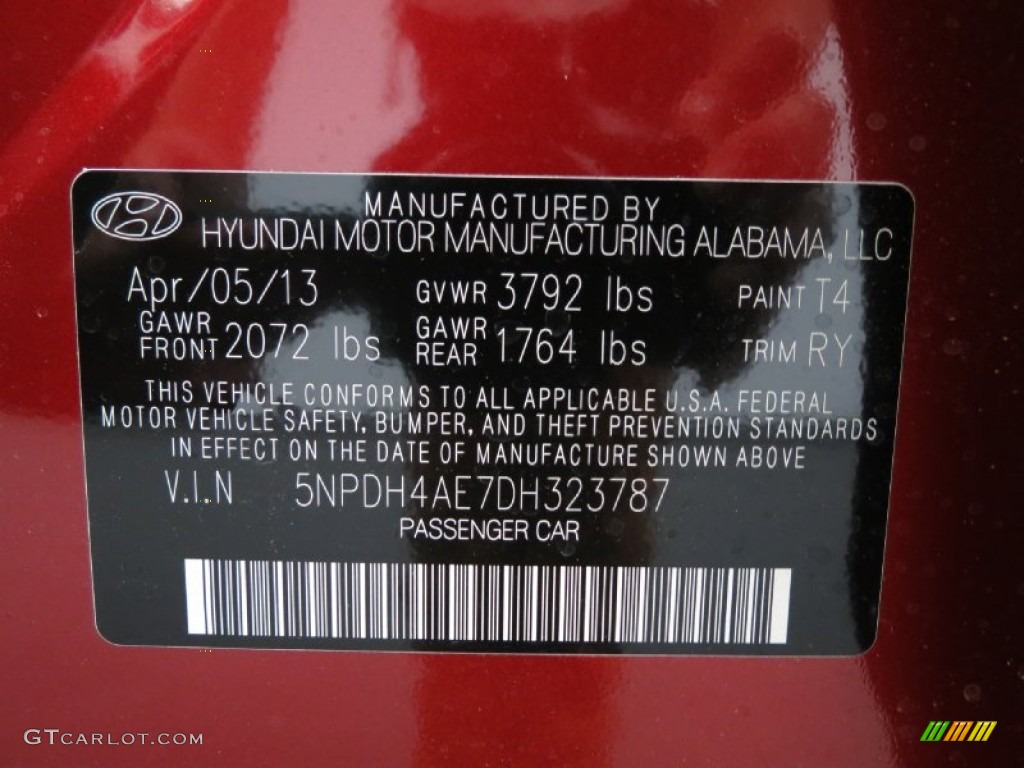 MANUFACTURED BY
HYUNDAI MOTOR MANUFACTURING ALABAMA, LLC
Apr/05/13 GVWR 3792 lbs PAINT T4
GAWR FRONT 2072 lbs GAWR REAR 1764 lbs TRIM RY
THIS VEHICLE CONFORMS TO ALL APPLICABLE U.S.A. FEDERAL
MOTOR VEHICLE SAFETY, BUMPER, AND THEFT PREVENTION STANDARDS
IN EFFECT ON THE DATE OF MANUFACTURE SHOWN ABOVE
V.I.N 5NPDH4AE7DH323787
PASSENGER CAR
GTCARLOT.COM